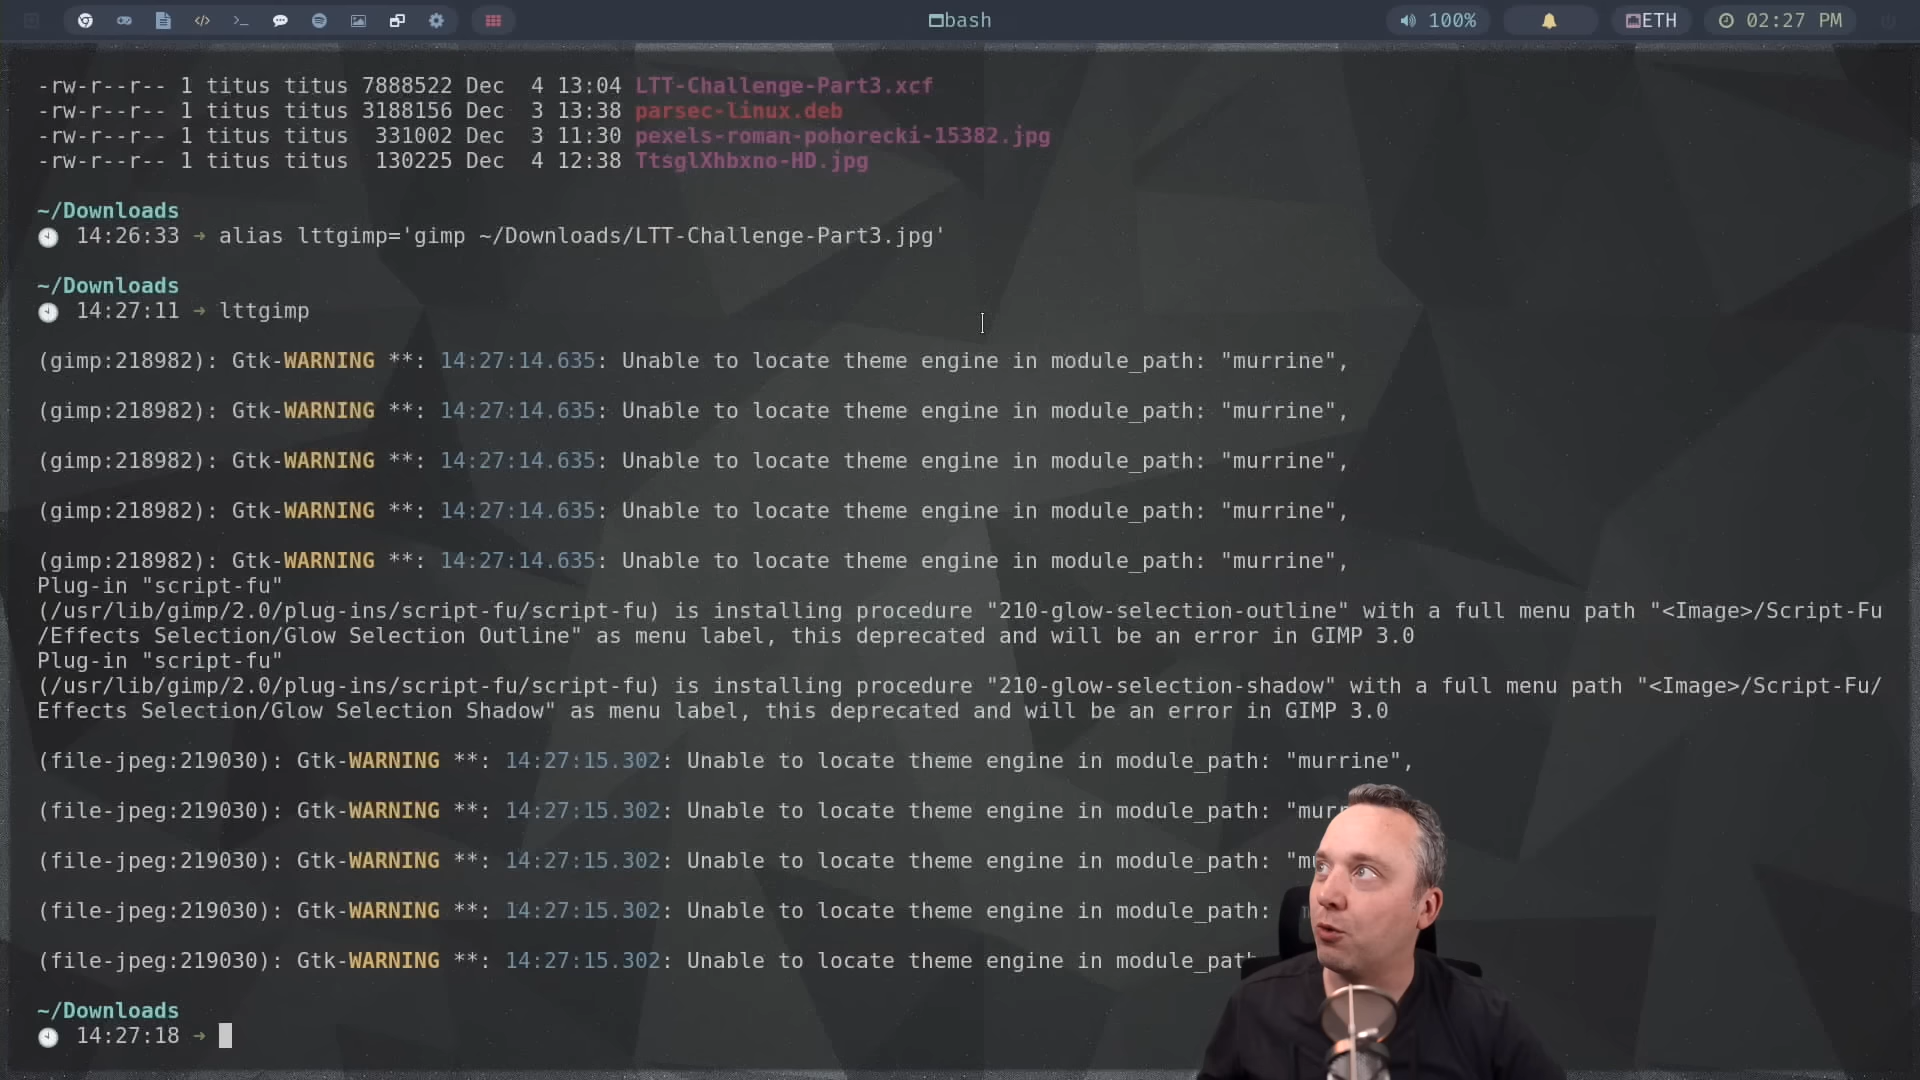 bash
100%
ETH
02:27 PM
-rw-r--r-- 1 titus titus 7888522 Dec  4 13:04 LTT-Challenge-Part3.xcf
-rw-r--r-- 1 titus titus 3188156 Dec  3 13:38 parsec-linux.deb
-rw-r--r-- 1 titus titus  331002 Dec  3 11:30 pexels-roman-pohorecki-15382.jpg
-rw-r--r-- 1 titus titus  130225 Dec  4 12:38 TtsglXhbxno-HD.jpg
~/Downloads
14:26:33 → alias lttgimp='gimp ~/Downloads/LTT-Challenge-Part3.jpg'
~/Downloads
14:27:11 → lttgimp
(gimp:218982): Gtk-WARNING **: 14:27:14.635: Unable to locate theme engine in module_path: "murrine",
(gimp:218982): Gtk-WARNING **: 14:27:14.635: Unable to locate theme engine in module_path: "murrine",
(gimp:218982): Gtk-WARNING **: 14:27:14.635: Unable to locate theme engine in module_path: "murrine",
(gimp:218982): Gtk-WARNING **: 14:27:14.635: Unable to locate theme engine in module_path: "murrine",
(gimp:218982): Gtk-WARNING **: 14:27:14.635: Unable to locate theme engine in module_path: "murrine",
Plug-in "script-fu"
(/usr/lib/gimp/2.0/plug-ins/script-fu/script-fu) is installing procedure "210-glow-selection-outline" with a full menu path "<Image>/Script-Fu
/Effects Selection/Glow Selection Outline" as menu label, this deprecated and will be an error in GIMP 3.0
Plug-in "script-fu"
(/usr/lib/gimp/2.0/plug-ins/script-fu/script-fu) is installing procedure "210-glow-selection-shadow" with a full menu path "<Image>/Script-Fu/
Effects Selection/Glow Selection Shadow" as menu label, this deprecated and will be an error in GIMP 3.0
(file-jpeg:219030): Gtk-WARNING **: 14:27:15.302: Unable to locate theme engine in module_path: "murrine",
(file-jpeg:219030): Gtk-WARNING **: 14:27:15.302: Unable to locate theme engine in module_path:
(file-jpeg:219030): Gtk-WARNING **: 14:27:15.302: Unable to locate theme engine in module_path:
(file-jpeg:219030): Gtk-WARNING **: 14:27:15.302: Unable to locate theme engine in module_path:
(file-jpeg:219030): Gtk-WARNING **: 14:27:15.302: Unable to locate theme engine in module_path
~/Downloads
14:27:18 →